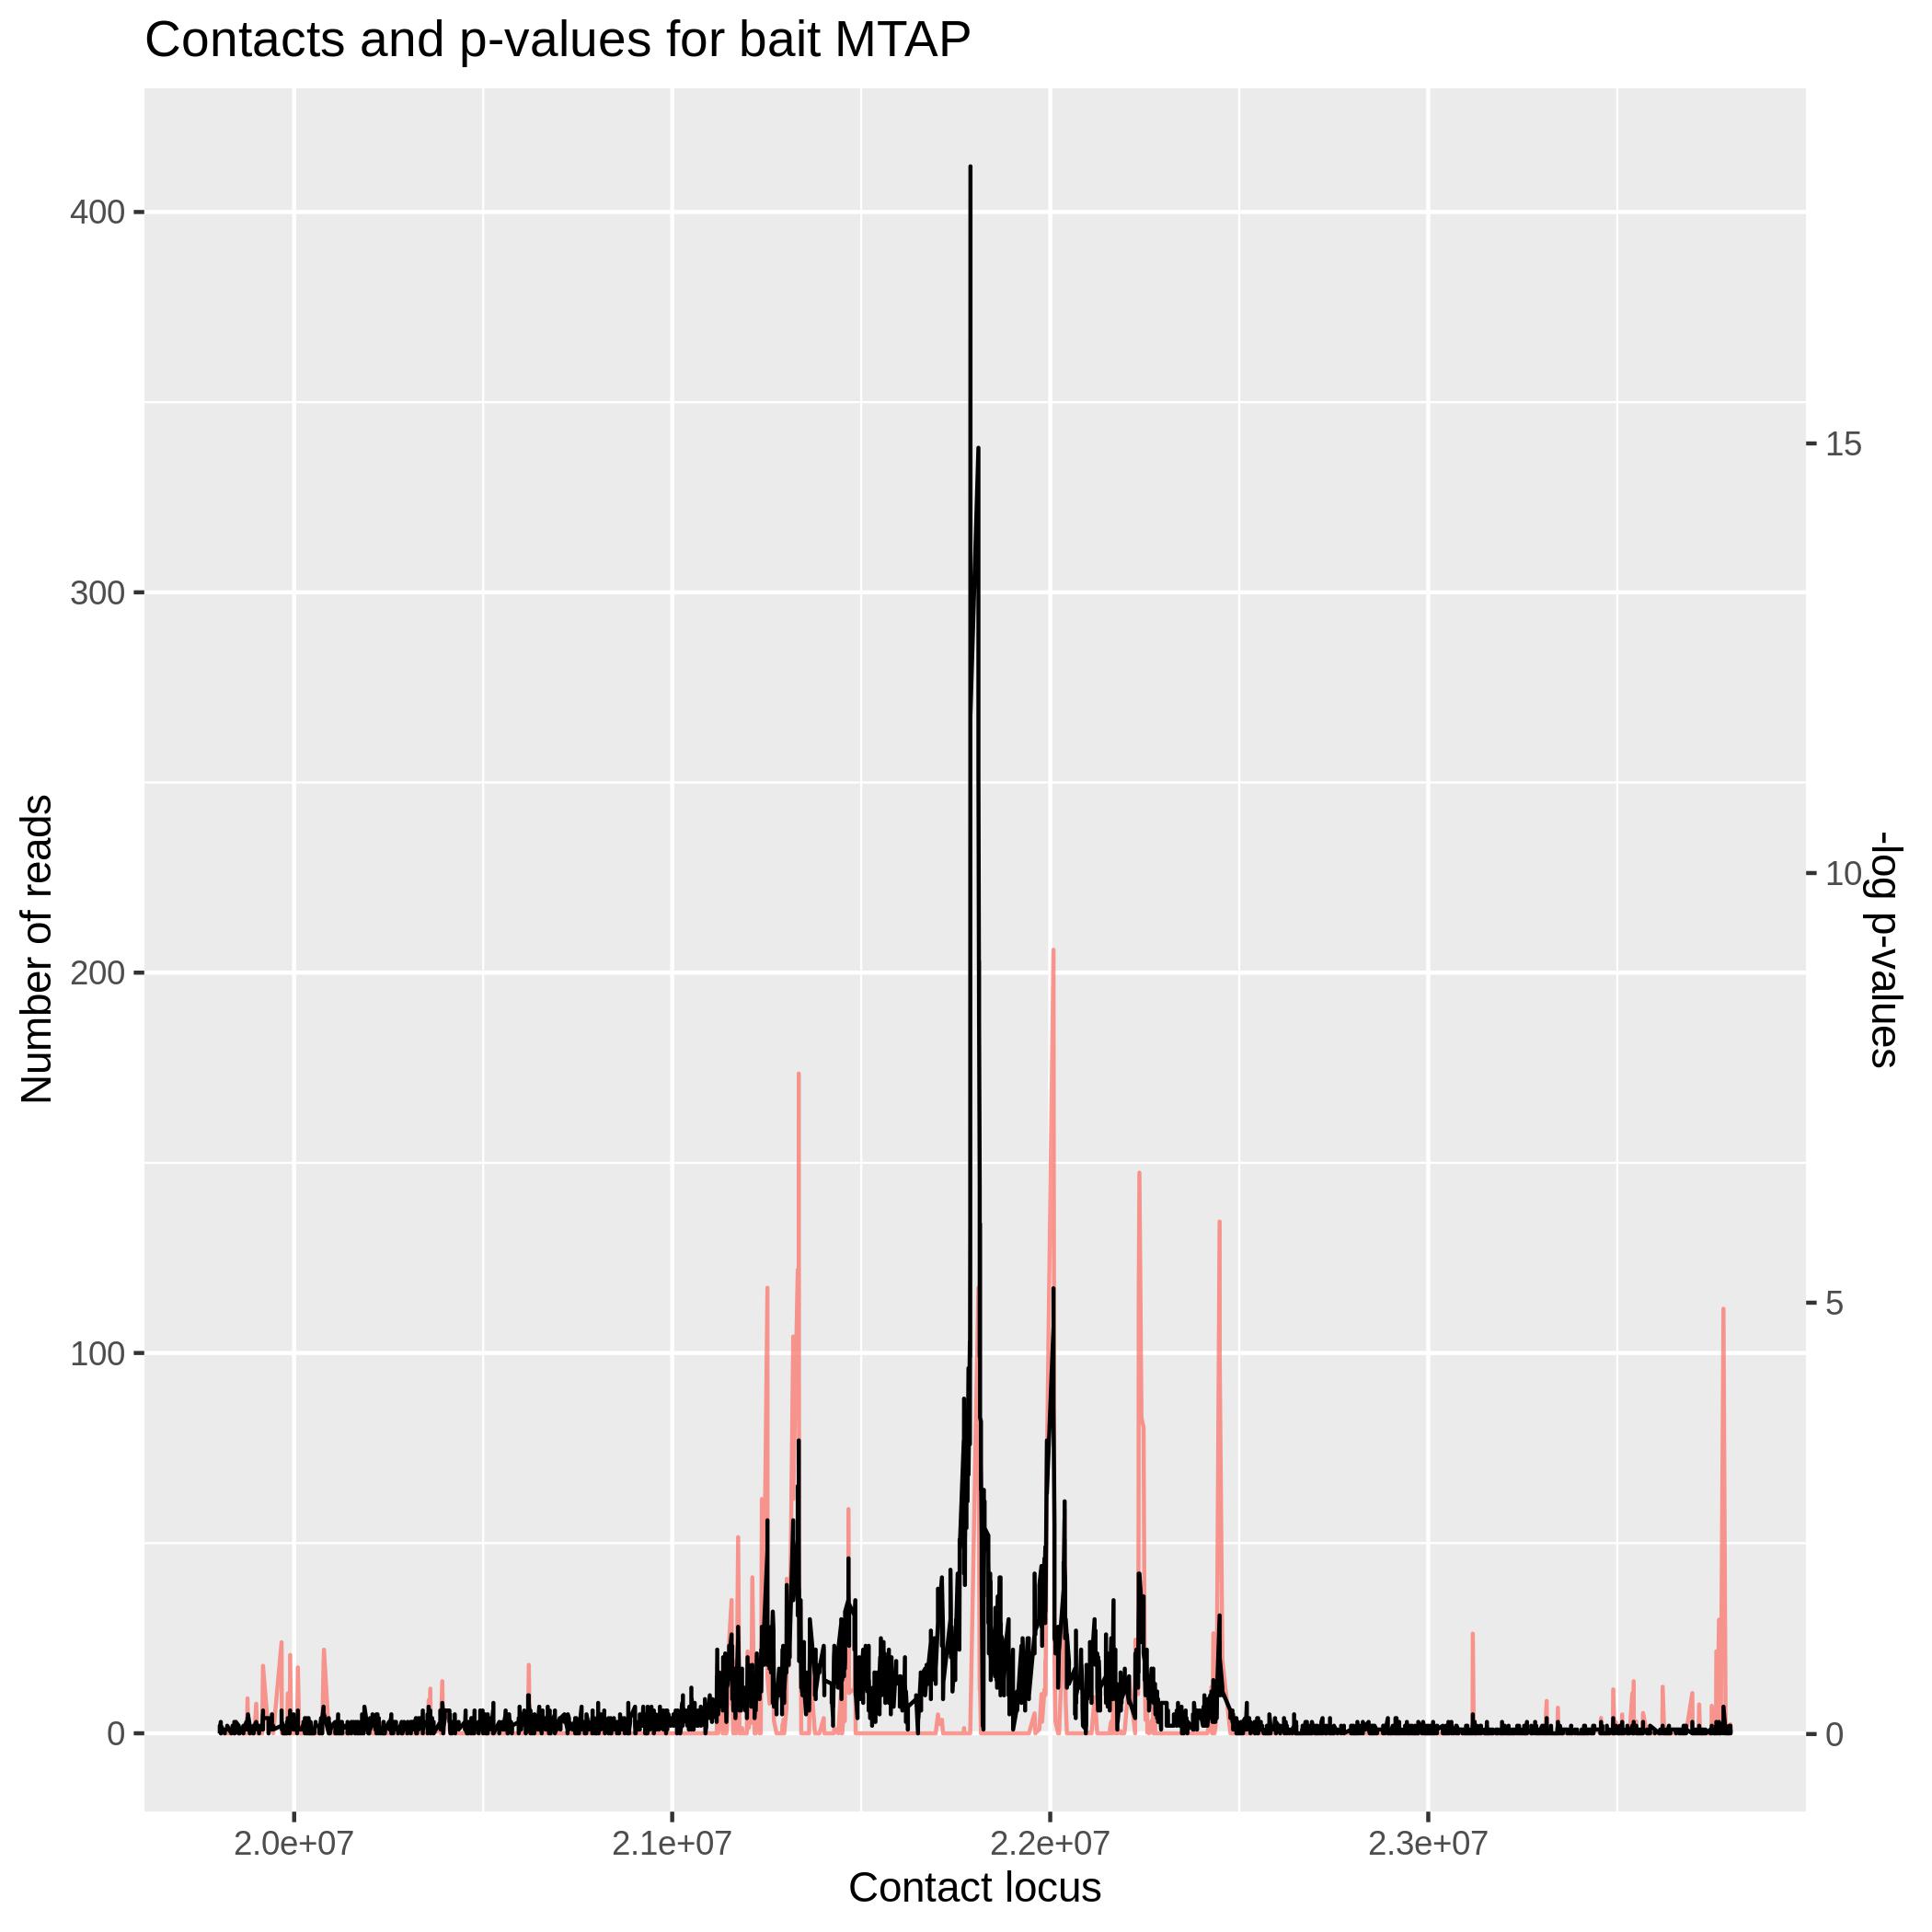 Contacts and p-values for bait MTAP
400
300
200
100
0
Number of reads
15
10
5
0
-log p-values
2.0e+07
2.1e+07
2.2e+07
2.3e+07
Contact locus